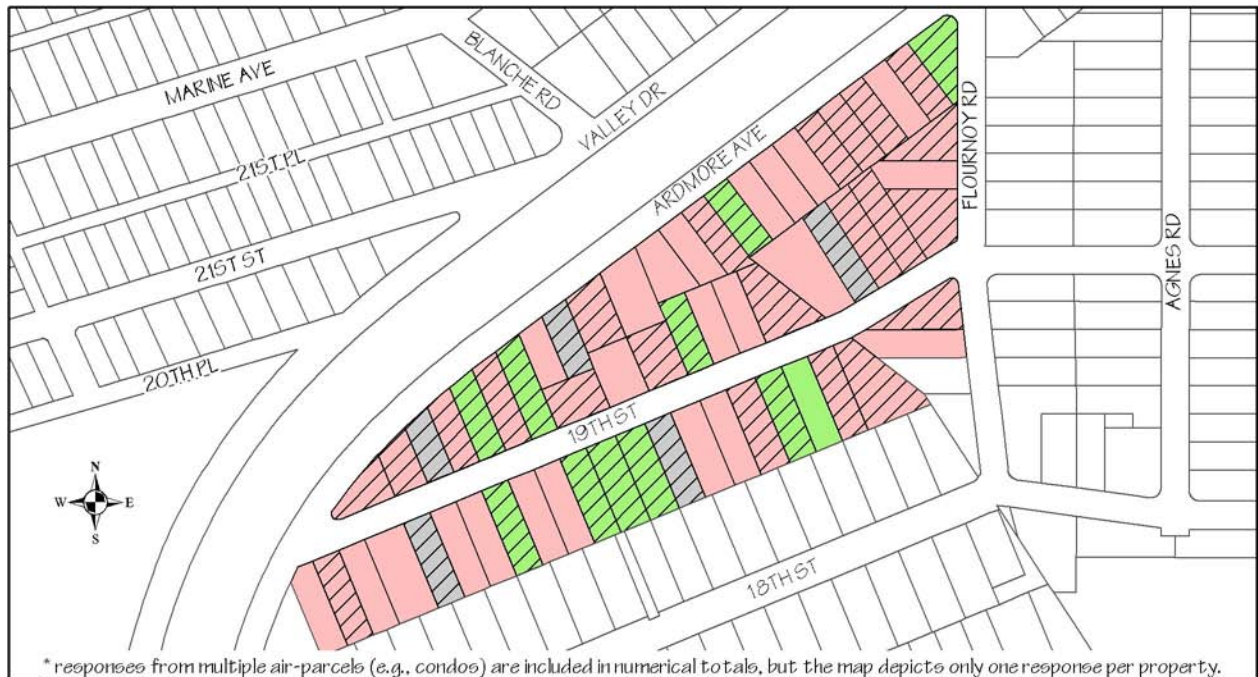 MARINE AVE
BLANCHE RD
VALLEY DR
21ST PL
ARDMORE AVE
FLOURNOY RD
21ST ST
AGNES RD
20TH PL
19TH ST
N
W E
S
18TH ST
* responses from multiple air-parcels (e.g., condos) are included in numerical totals, but the map depicts only one response per property.